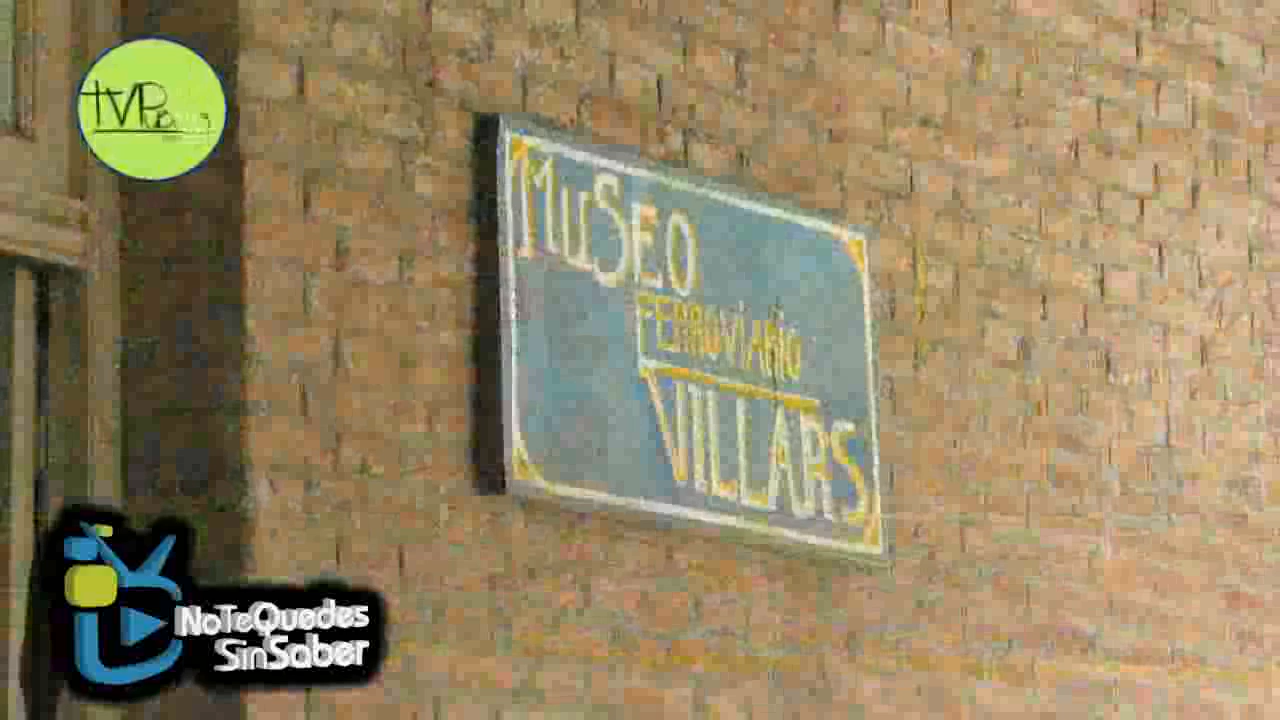 MuSEO
FERROVIARIO
VILLARS
NoTeQuedes
SinSaber